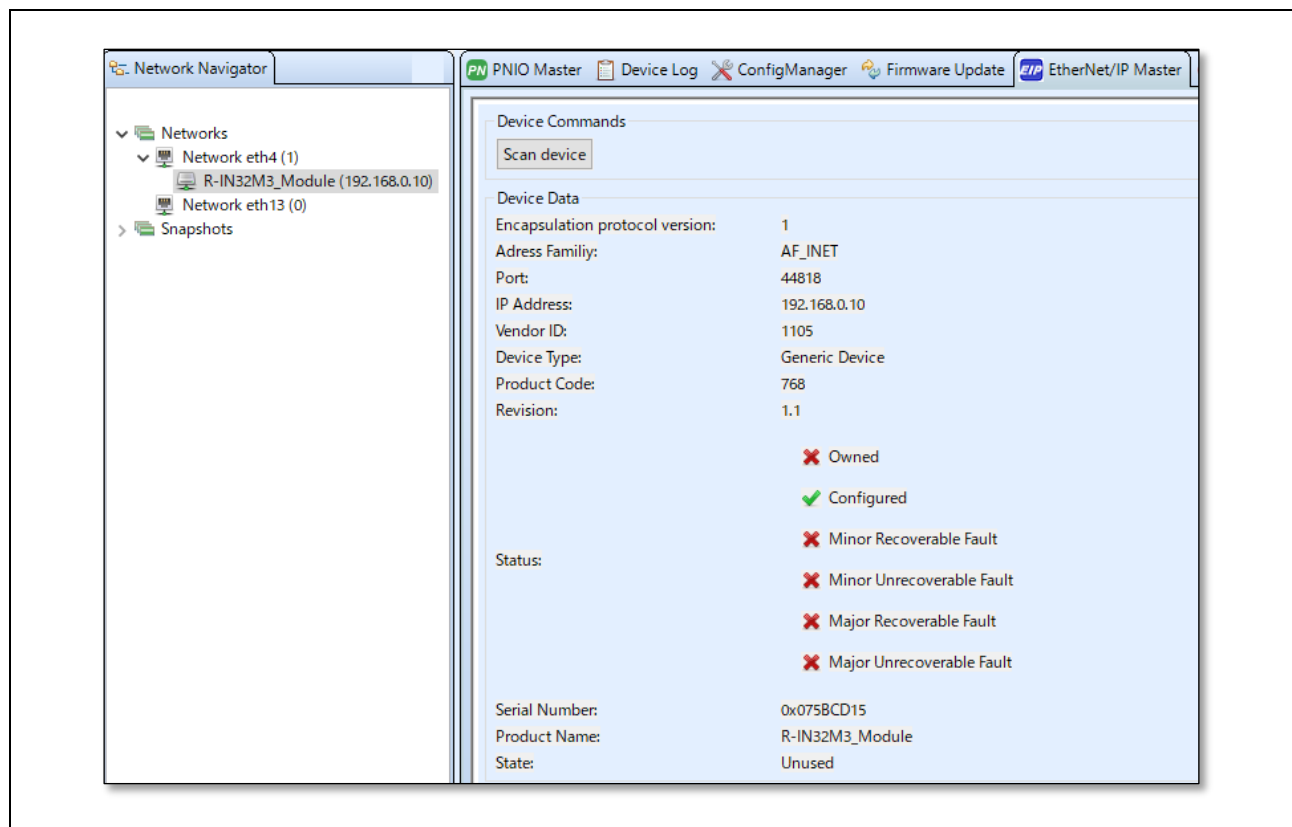 Network Navigator
Networks
Network eth4 (1)
R-IN32M3_Module (192.168.0.10)
Network eth13 (0)
Snapshots
PN PNIO Master Device Log ConfigManager Firmware Update EIP EtherNet/IP Master
Device Commands
Scan device
Device Data
Encapsulation protocol version: 1
Adress Familiy: AF_INET
Port: 44818
IP Address: 192.168.0.10
Vendor ID: 1105
Device Type: Generic Device
Product Code: 768
Revision: 1.1
Status:
Owned
Configured
Minor Recoverable Fault
Minor Unrecoverable Fault
Major Recoverable Fault
Major Unrecoverable Fault
Serial Number: 0x075BCD15
Product Name: R-IN32M3_Module
State: Unused